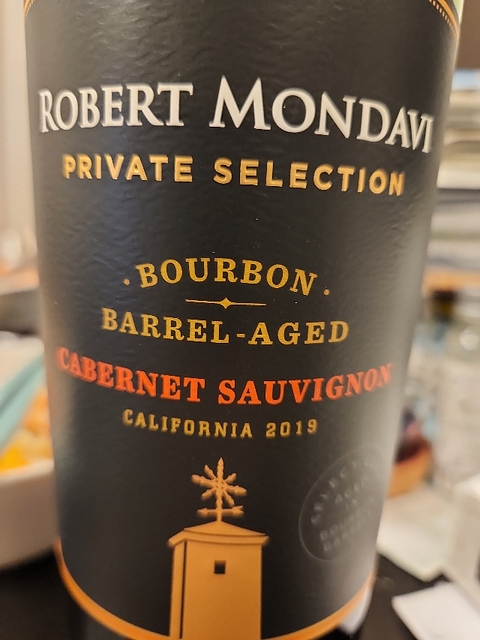 ROBERT MONDAVI
PRIVATE SELECTION
· BOURBON ·
BARREL-AGED
CABERNET SAUVIGNON
CALIFORNIA 2019